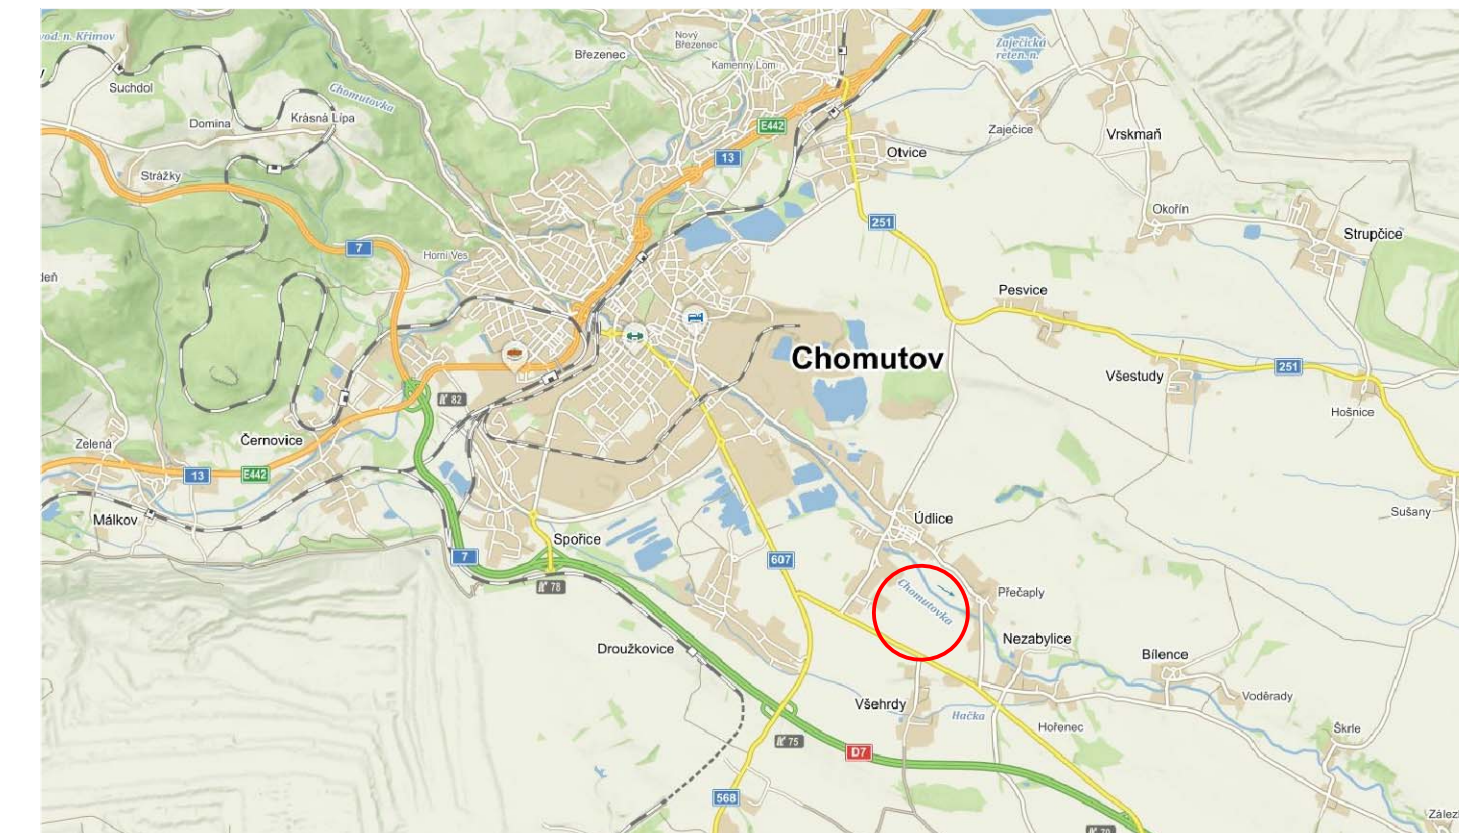 vod. n. Křimov
Nový
Březenec
Březenec
Zaječická
reten. n.
Kamenný Lom
Suchdol
Chomutovka
Domina
Krásná Lípa
E442
Zaječice
Vrskmaň
Otvice
13
Strážky
Okořín
251
Strupčice
7
Horní Ves
Pesvice
Chomutov
251
Všestudy
82
Hošnice
Zelená
Černovice
13
E442
Málkov
Údlice
Sušany
Spořice
7
607
78
Chomutovka
Přečaply
Nezabylice
Droužkovice
Bílence
Voděrady
Všehrdy
Hačka
Hořenec
Škrle
75
D7
568